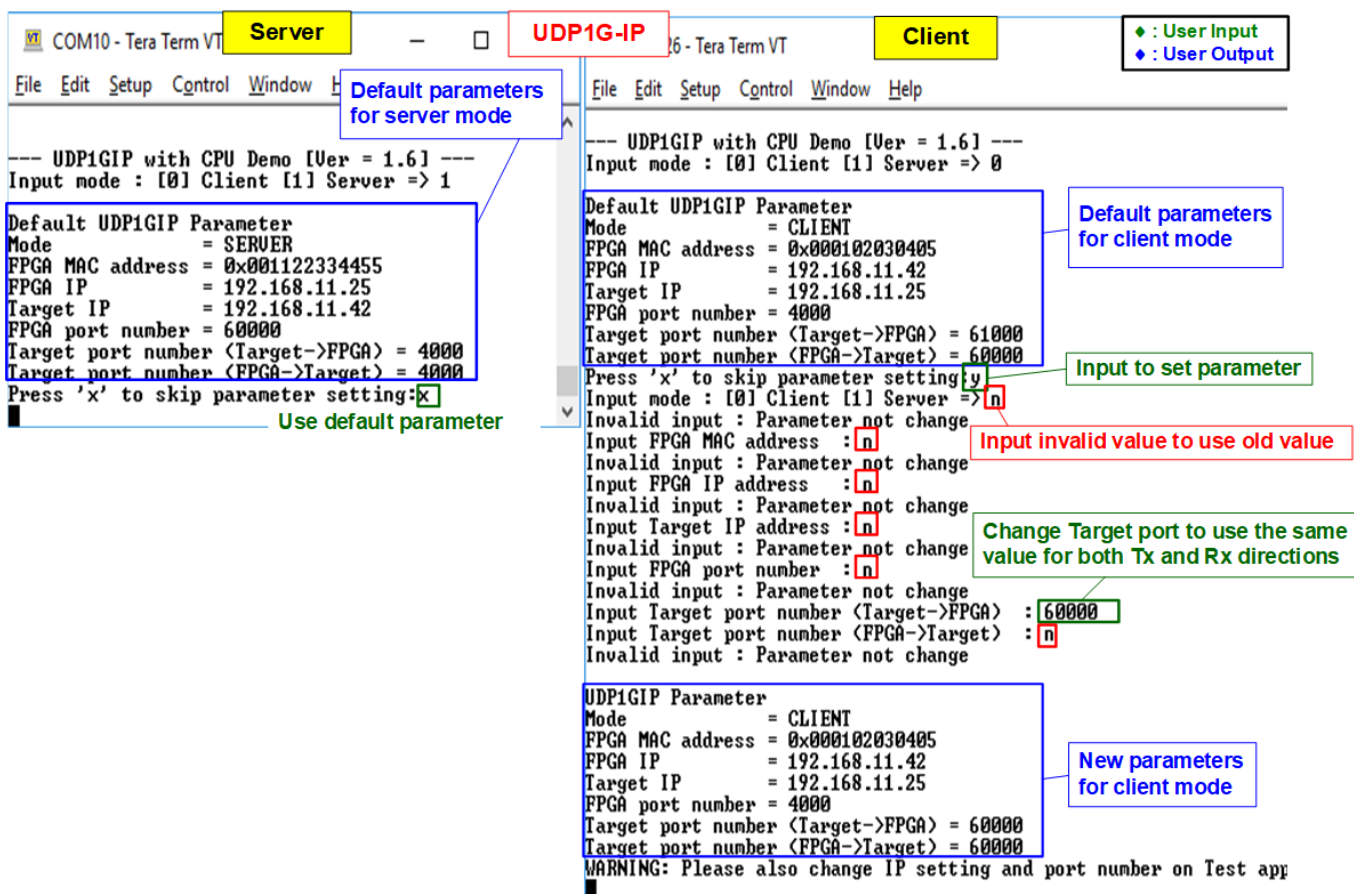 COM10 - Tera Term VT
Server
File Edit Setup Control Window H
Default parameters
for server mode
--- UDP1GIP with CPU Demo [Ver = 1.6] ---
Input mode : [0] Client [1] Server => 1
Default UDP1GIP Parameter
Mode = SERVER
FPGA MAC address = 0x001122334455
FPGA IP = 192.168.11.25
Target IP = 192.168.11.42
FPGA port number = 60000
Target port number (Target->FPGA) = 4000
Target port number (FPGA->Target) = 4000
Press 'x' to skip parameter setting:x
Use default parameter
UDP1G-IP
26 - Tera Term VT
Client
♦ : User Input
♦ : User Output
File Edit Setup Control Window Help
--- UDP1GIP with CPU Demo [Ver = 1.6] ---
Input mode : [0] Client [1] Server => 0
Default UDP1GIP Parameter
Mode = CLIENT
FPGA MAC address = 0x000102030405
FPGA IP = 192.168.11.42
Target IP = 192.168.11.25
FPGA port number = 4000
Target port number (Target->FPGA) = 61000
Target port number (FPGA->Target) = 60000
Default parameters
for client mode
Press 'x' to skip parameter setting:y
Input to set parameter
Input mode : [0] Client [1] Server => n
Invalid input : Parameter not change
Input invalid value to use old value
Input FPGA MAC address : n
Invalid input : Parameter not change
Input FPGA IP address : n
Invalid input : Parameter not change
Input Target IP address : n
Invalid input : Parameter not change
Input FPGA port number : n
Invalid input : Parameter not change
Change Target port to use the same
value for both Tx and Rx directions
Input Target port number (Target->FPGA) : 60000
Input Target port number (FPGA->Target) : n
Invalid input : Parameter not change
UDP1GIP Parameter
Mode = CLIENT
FPGA MAC address = 0x000102030405
FPGA IP = 192.168.11.42
Target IP = 192.168.11.25
FPGA port number = 4000
Target port number (Target->FPGA) = 60000
Target port number (FPGA->Target) = 60000
New parameters
for client mode
WARNING: Please also change IP setting and port number on Test app